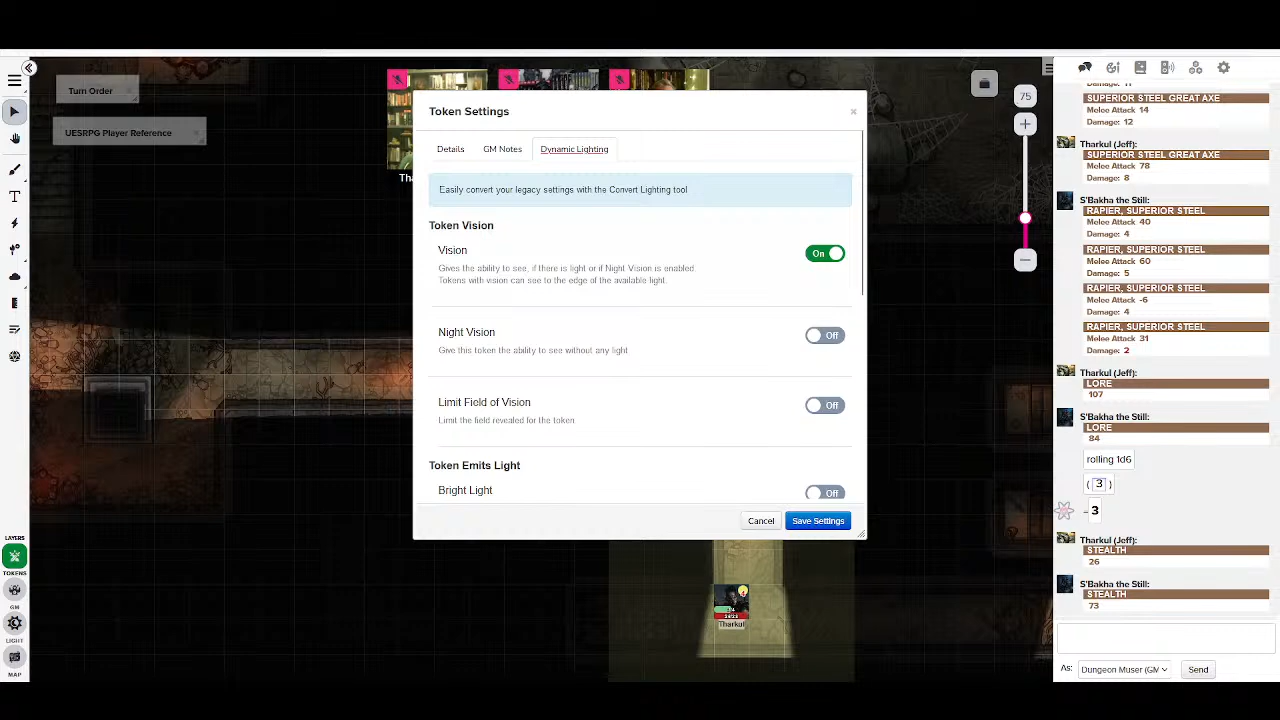 Turn Order
UESRPG Player Reference
Tha
Token Settings
×
Details
GM Notes
Dynamic Lighting
Easily convert your legacy settings with the Convert Lighting tool
Token Vision
Vision
On
Gives the ability to see, if there is light or if Night Vision is enabled.
Tokens with vision can see to the edge of the available light.
Night Vision
Off
Give this token the ability to see without any light
Limit Field of Vision
Off
Limit the field revealed for the token.
Token Emits Light
Bright Light
Off
Cancel
Save Settings
Tharkul
75
LAYERS
TOKENS
GM
LIGHT
MAP
SUPERIOR STEEL GREAT AXE
Melee Attack 14
Damage: 12
Tharkul (Jeff):
SUPERIOR STEEL GREAT AXE
Melee Attack 78
Damage: 8
S'Bakha the Still:
RAPIER, SUPERIOR STEEL
Melee Attack 40
Damage: 4
RAPIER, SUPERIOR STEEL
Melee Attack 60
Damage: 5
RAPIER, SUPERIOR STEEL
Melee Attack -6
Damage: 4
RAPIER, SUPERIOR STEEL
Melee Attack 31
Damage: 2
Tharkul (Jeff):
LORE
107
S'Bakha the Still:
LORE
84
rolling 1d6
( 3 )
3
Tharkul (Jeff):
STEALTH
26
S'Bakha the Still:
STEALTH
73
As:
Dungeon Muser (GM
Send